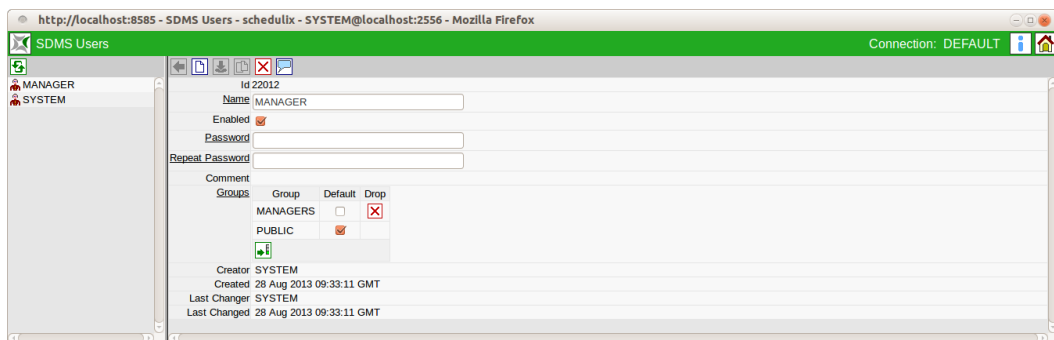 http://localhost:8585 - SDMS Users - schedulix - SYSTEM@localhost:2556 - Mozilla Firefox
SDMS Users
Connection: DEFAULT
MANAGER
SYSTEM
Id 22012
Name MANAGER
Enabled
Password
Repeat Password
Comment
Groups Group Default Drop
MANAGERS
PUBLIC
Creator SYSTEM
Created 28 Aug 2013 09:33:11 GMT
Last Changer SYSTEM
Last Changed 28 Aug 2013 09:33:11 GMT